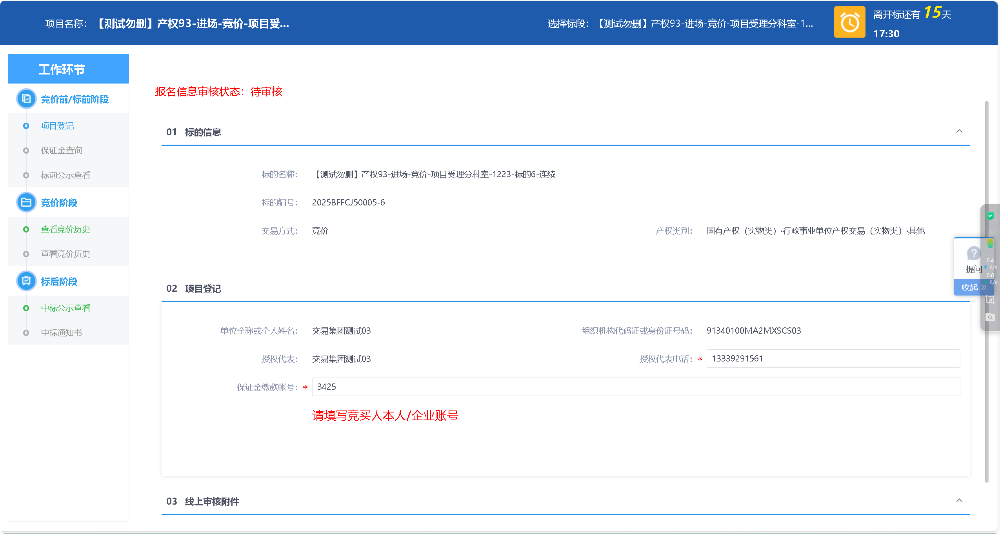 项目名称： 【测试勿删】产权93-进场-竞价-项目受...
选择标段： 【测试勿删】产权93-进场-竞价-项目受理分科室-1...
离开标还有 15天
17:30
工作环节
竞价前/标前阶段
项目登记
保证金查询
标前公示查看
竞价阶段
查看竞价历史
查看竞价历史
标后阶段
中标公示查看
中标通知书
报名信息审核状态：待审核
01 标的信息
标的名称： 【测试勿删】产权93-进场-竞价-项目受理分科室-1223-标的6-连续
标的编号： 2025BFFCJ50005-6
交易方式： 竞价
产权类别： 国有产权（实物类）·行政事业单位产权交易（实物类）·其他
02 项目登记
单位全称或个人姓名： 交易集团测试03
组织机构代码证或身份证号码： 91340100MA2MXSCS03
授权代表： 交易集团测试03
授权代表电话： * 13339291561
保证金缴款帐号： * 3425
请填写竞买人本人/企业账号
03 线上审核附件
提问
收起
0.4
K/s
0.0
K/s